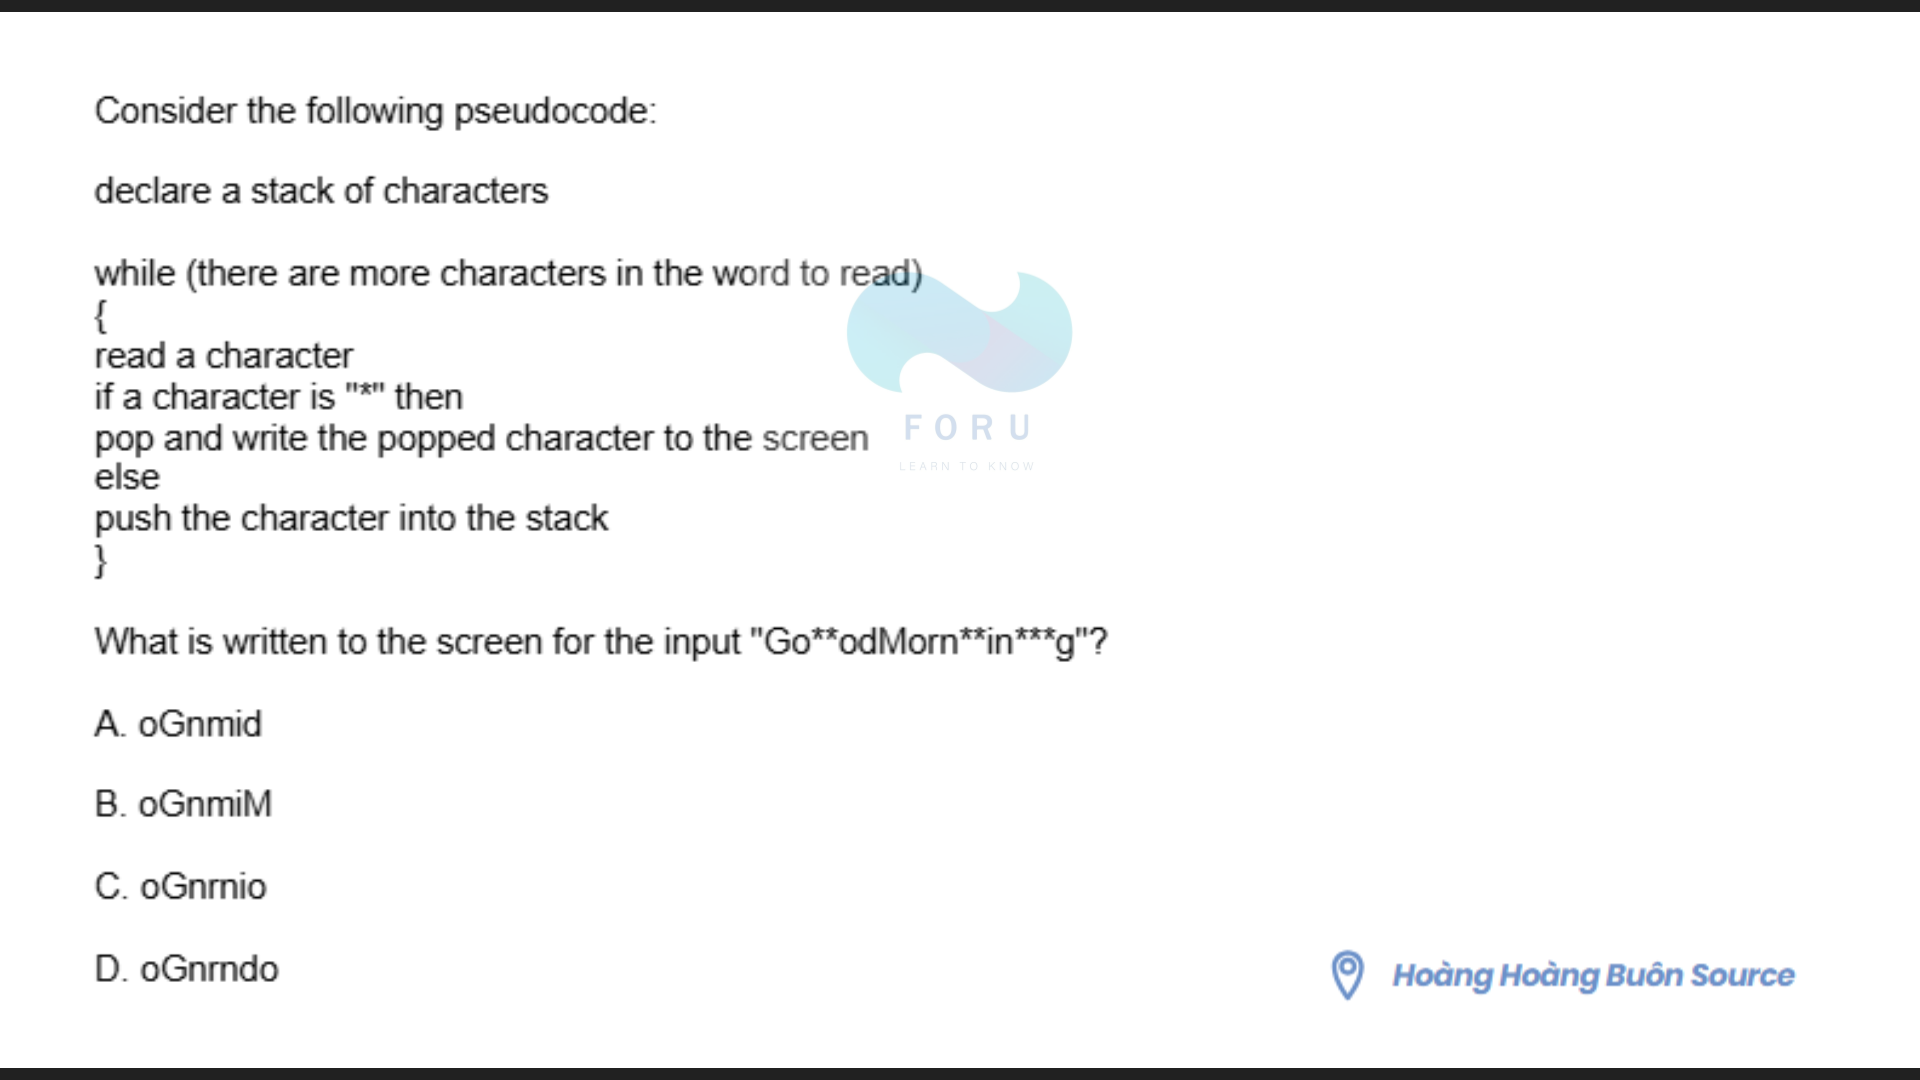 Consider the following pseudocode:
declare a stack of characters
while (there are more characters in the word to read)
{
read a character
if a character is "*" then
pop and write the popped character to the screen
else
push the character into the stack
}
What is written to the screen for the input "Go**odMorn**in***g"?
A. oGnrnid
B. oGnrniM
C. oGnrnio
D. oGnrndo
FORU
LEARN TO KNOW
Hoàng Hoàng Buôn Source